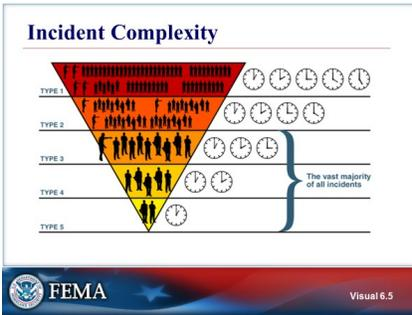 Incident Complexity
TYPE 1
TYPE 2
TYPE 3
TYPE 4
TYPE 5
The vast majority
of all incidents
FEMA
Visual 6.5